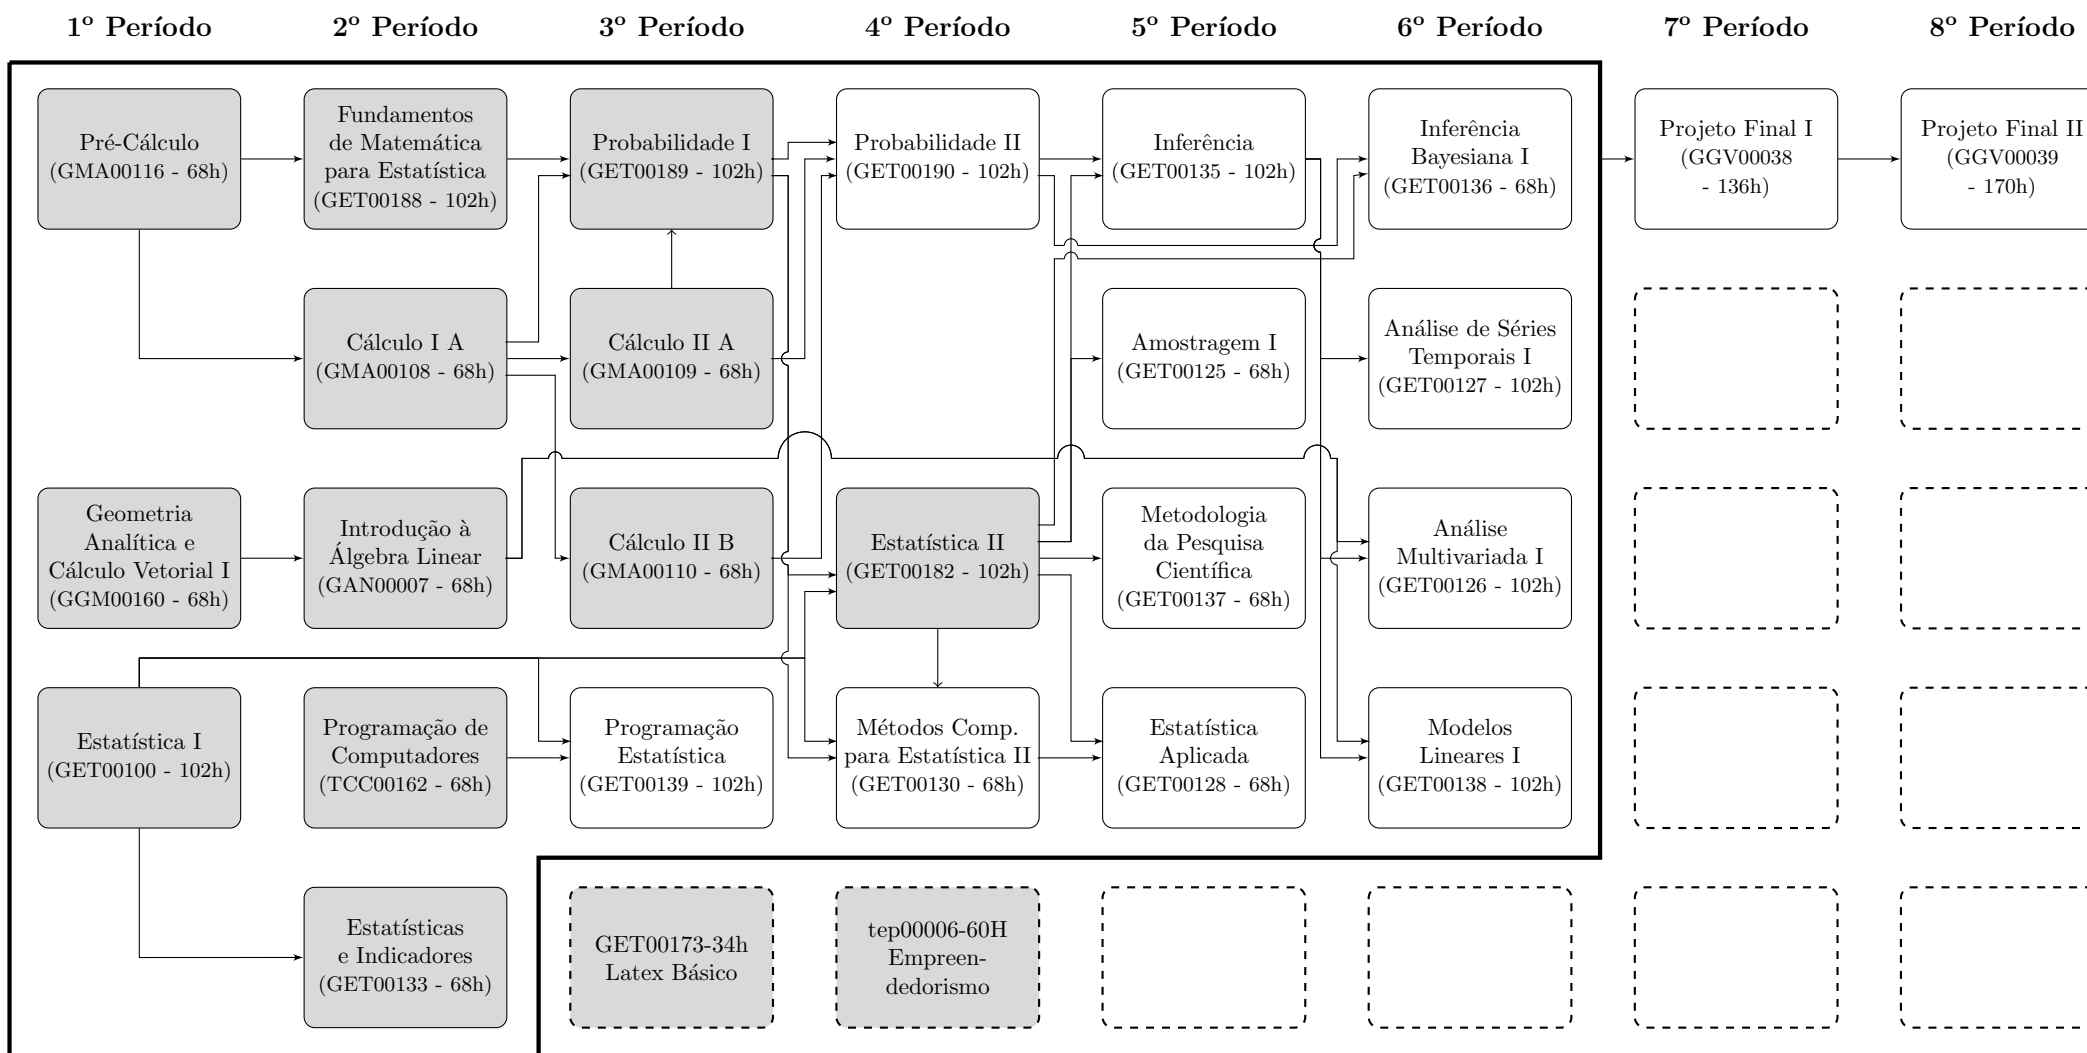 1º Período
2º Período
3º Período
4º Período
5º Período
6º Período
7º Período
8º Período
Pré-Cálculo
(GMA00116 - 68h)
Fundamentos
de Matemática
para Estatística
(GET00188 - 102h)
Probabilidade I
(GET00189 - 102h)
Probabilidade II
(GET00190 - 102h)
Inferência
(GET00135 - 102h)
Inferência
Bayesiana I
(GET00136 - 68h)
Projeto Final I
(GGV00038
- 136h)
Projeto Final II
(GGV00039
- 170h)
Cálculo I A
(GMA00108 - 68h)
Cálculo II A
(GMA00109 - 68h)
Amostragem I
(GET00125 - 68h)
Análise de Séries
Temporais I
(GET00127 - 102h)
Geometria
Analítica e
Cálculo Vetorial I
(GGM00160 - 68h)
Introdução à
Álgebra Linear
(GAN00007 - 68h)
Cálculo II B
(GMA00110 - 68h)
Estatística II
(GET00182 - 102h)
Metodologia
da Pesquisa
Científica
(GET00137 - 68h)
Análise
Multivariada I
(GET00126 - 102h)
Estatística I
(GET00100 - 102h)
Programação de
Computadores
(TCC00162 - 68h)
Programação
Estatística
(GET00139 - 102h)
Métodos Comp.
para Estatística II
(GET00130 - 68h)
Estatística
Aplicada
(GET00128 - 68h)
Modelos
Lineares I
(GET00138 - 102h)
Estatísticas
e Indicadores
(GET00133 - 68h)
GET00173-34h
Latex Básico
tep00006-60H
Empreen-
dedorismo